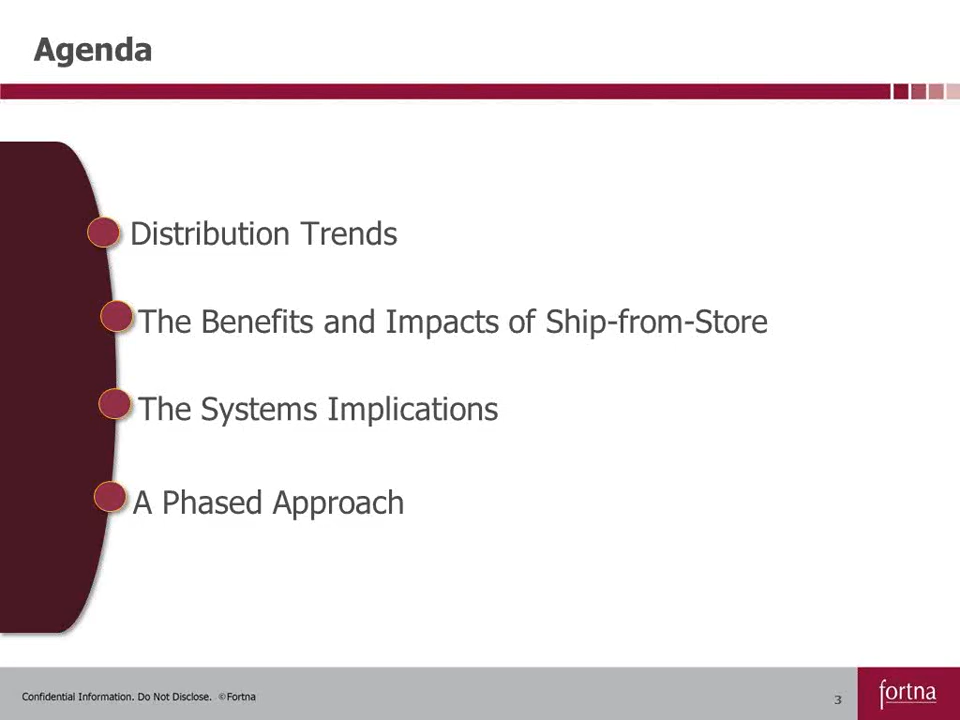 Agenda
Distribution Trends
The Benefits and Impacts of Ship-from-Store
The Systems Implications
A Phased Approach
Confidential Information. Do Not Disclose. ©Fortna
3
fortna